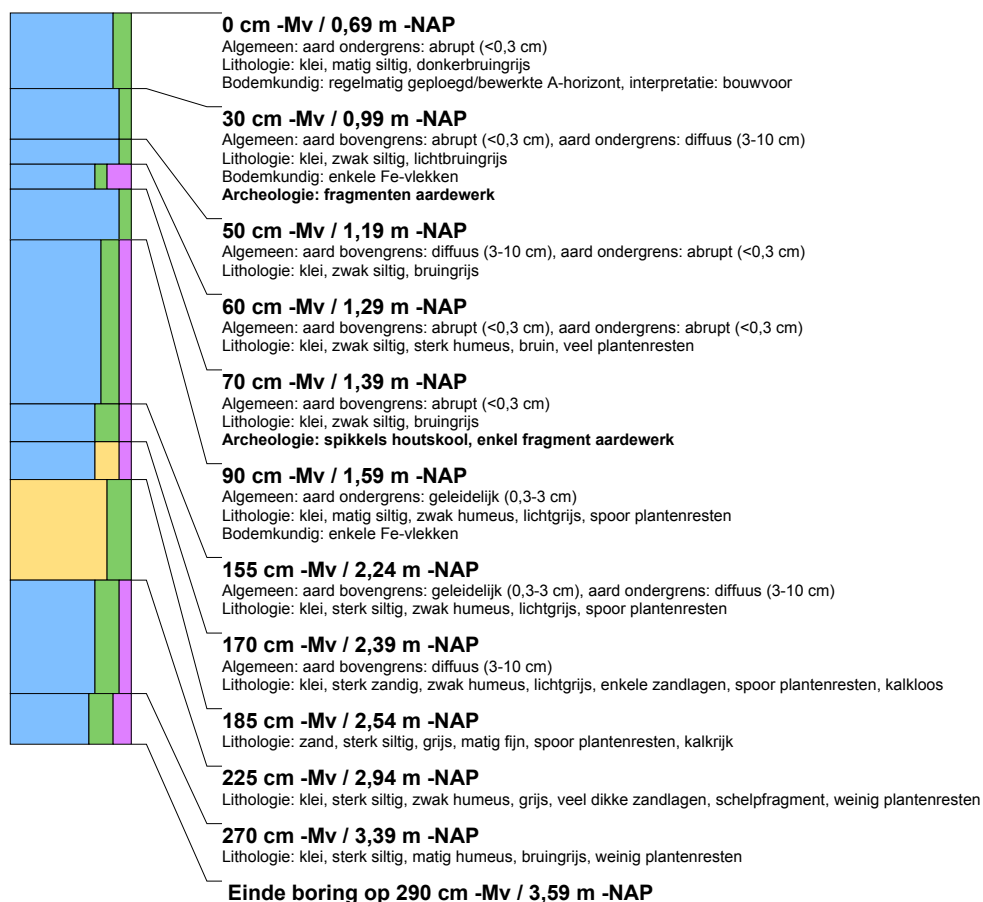 0 cm -Mv / 0,69 m -NAP
Algemeen: aard ondergrens: abrupt (<0,3 cm)
Lithologie: klei, matig siltig, donkerbruingrijs
Bodemkundig: regelmatig geploegd/bewerkte A-horizont, interpretatie: bouwvoor
30 cm -Mv / 0,99 m -NAP
Algemeen: aard bovengrens: abrupt (<0,3 cm), aard ondergrens: diffuus (3-10 cm)
Lithologie: klei, zwak siltig, lichtbruingrijs
Bodemkundig: enkele Fe-vlekken
Archeologie: fragmenten aardewerk
50 cm -Mv / 1,19 m -NAP
Algemeen: aard bovengrens: diffuus (3-10 cm), aard ondergrens: abrupt (<0,3 cm)
Lithologie: klei, zwak siltig, bruingrijs
60 cm -Mv / 1,29 m -NAP
Algemeen: aard bovengrens: abrupt (<0,3 cm), aard ondergrens: abrupt (<0,3 cm)
Lithologie: klei, zwak siltig, sterk humeus, bruin, veel plantenresten
70 cm -Mv / 1,39 m -NAP
Algemeen: aard bovengrens: abrupt (<0,3 cm)
Lithologie: klei, zwak siltig, bruingrijs
Archeologie: spikkels houtskool, enkel fragment aardewerk
90 cm -Mv / 1,59 m -NAP
Algemeen: aard ondergrens: geleidelijk (0,3-3 cm)
Lithologie: klei, matig siltig, zwak humeus, lichtgrijs, spoor plantenresten
Bodemkundig: enkele Fe-vlekken
155 cm -Mv / 2,24 m -NAP
Algemeen: aard bovengrens: geleidelijk (0,3-3 cm), aard ondergrens: diffuus (3-10 cm)
Lithologie: klei, sterk siltig, zwak humeus, lichtgrijs, spoor plantenresten
170 cm -Mv / 2,39 m -NAP
Algemeen: aard bovengrens: diffuus (3-10 cm)
Lithologie: klei, sterk zandig, zwak humeus, lichtgrijs, enkele zandlagen, spoor plantenresten, kalkloos
185 cm -Mv / 2,54 m -NAP
Lithologie: zand, sterk siltig, grijs, matig fijn, spoor plantenresten, kalkrijk
225 cm -Mv / 2,94 m -NAP
Lithologie: klei, sterk siltig, zwak humeus, grijs, veel dikke zandlagen, schelpfragment, weinig plantenresten
270 cm -Mv / 3,39 m -NAP
Lithologie: klei, sterk siltig, matig humeus, bruingrijs, weinig plantenresten
Einde boring op 290 cm -Mv / 3,59 m -NAP